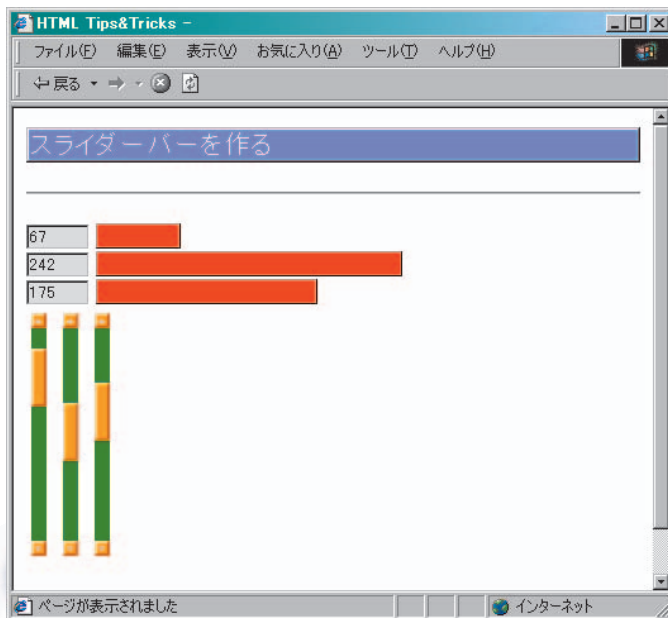 HTML Tips&Tricks -
ファイル(F) 編集(E) 表示(V) お気に入り(A) ツール(T) ヘルプ(H)
戻る
スライダーバーを作る
67
242
175
ページが表示されました インターネット